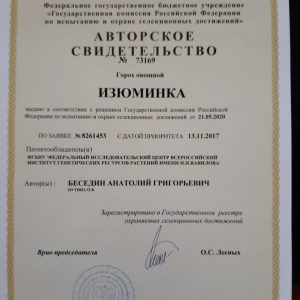 Федеральное государственное бюджетное учреждение
«Государственная комиссия Российской Федерации
по испытанию и охране селекционных достижений»
АВТОРСКОЕ
СВИДЕТЕЛЬСТВО
№ 73169
Горох овощной
ИЗЮМИНКА
выдано в соответствии с решением Государственной комиссии Российской
Федерации по испытанию и охране селекционных достижений от 21.05.2020
ПО ЗАЯВКЕ №8261453 С ДАТОЙ ПРИОРИТЕТА 13.11.2017
Патентообладатель(и)
ФГБНУ 'ФЕДЕРАЛЬНЫЙ ИССЛЕДОВАТЕЛЬСКИЙ ЦЕНТР ВСЕРОССИЙСКИЙ
ИНСТИТУТ ГЕНЕТИЧЕСКИХ РЕСУРСОВ РАСТЕНИЙ ИМЕНИ Н.И.ВАВИЛОВА'
Автор(ы) : БЕСЕДИН АНАТОЛИЙ ГРИГОРЬЕВИЧ
ПУТИНА О.В.
Зарегистрировано в Государственном реестре
охраняемых селекционных достижений
Врио председателя О.С. Лесных